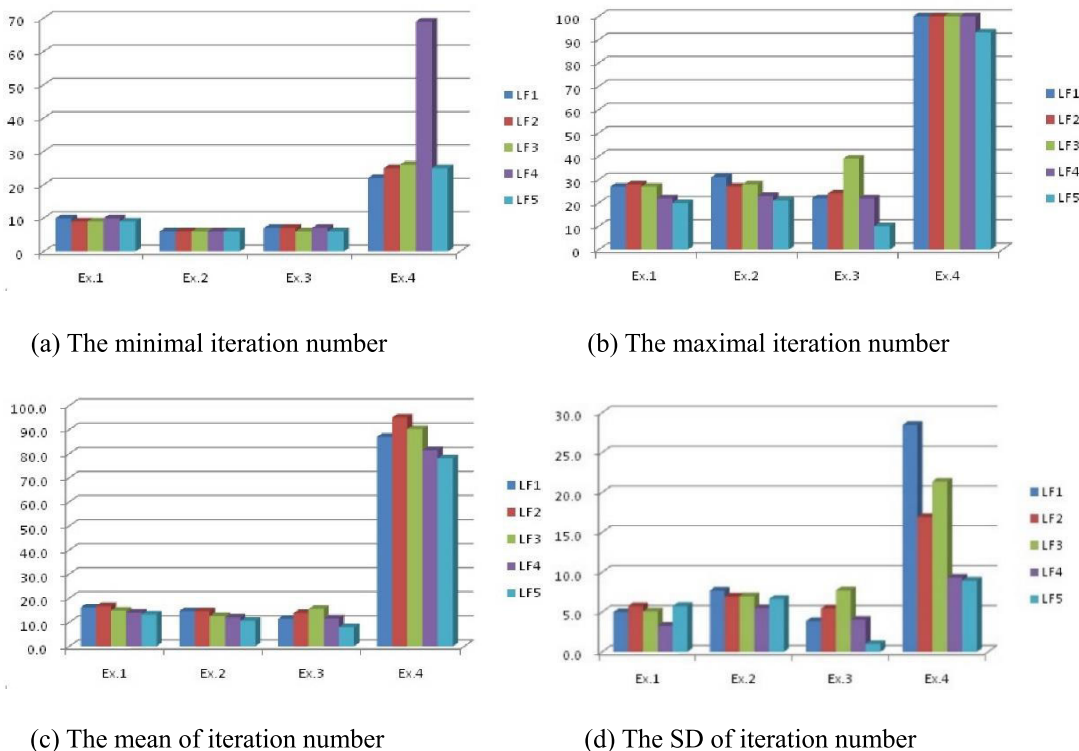 70
60
50
40
30
20
10
0
Ex.1 Ex.2 Ex.3 Ex.4
LF1
LF2
LF3
LF4
LF5
(a) The minimal iteration number
100
90
80
70
60
50
40
30
20
10
0
Ex.1 Ex.2 Ex.3 Ex.4
LF1
LF2
LF3
LF4
LF5
(b) The maximal iteration number
100.0
90.0
80.0
70.0
60.0
50.0
40.0
30.0
20.0
10.0
0.0
Ex.1 Ex.2 Ex.3 Ex.4
LF1
LF2
LF3
LF4
LF5
(c) The mean of iteration number
30.0
25.0
20.0
15.0
10.0
5.0
0.0
Ex.1 Ex.2 Ex.3 Ex.4
LF1
LF2
LF3
LF4
LF5
(d) The SD of iteration number